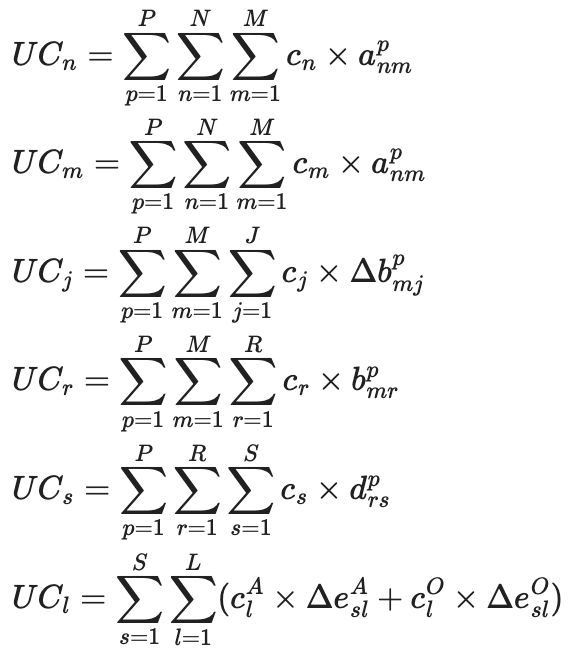 $UC_n = \sum_{p=1}^{P} \sum_{n=1}^{N} \sum_{m=1}^{M} c_n \times a_{nm}^{p}$
$UC_m = \sum_{p=1}^{P} \sum_{n=1}^{N} \sum_{m=1}^{M} c_m \times a_{nm}^{p}$
$UC_j = \sum_{p=1}^{P} \sum_{m=1}^{M} \sum_{j=1}^{J} c_j \times \Delta b_{mj}^{p}$
$UC_r = \sum_{p=1}^{P} \sum_{m=1}^{M} \sum_{r=1}^{R} c_r \times b_{mr}^{p}$
$UC_s = \sum_{p=1}^{P} \sum_{r=1}^{R} \sum_{s=1}^{S} c_s \times d_{rs}^{p}$
$UC_l = \sum_{s=1}^{S} \sum_{l=1}^{L} (c_l^A \times \Delta e_{sl}^A + c_l^O \times \Delta e_{sl}^O)$